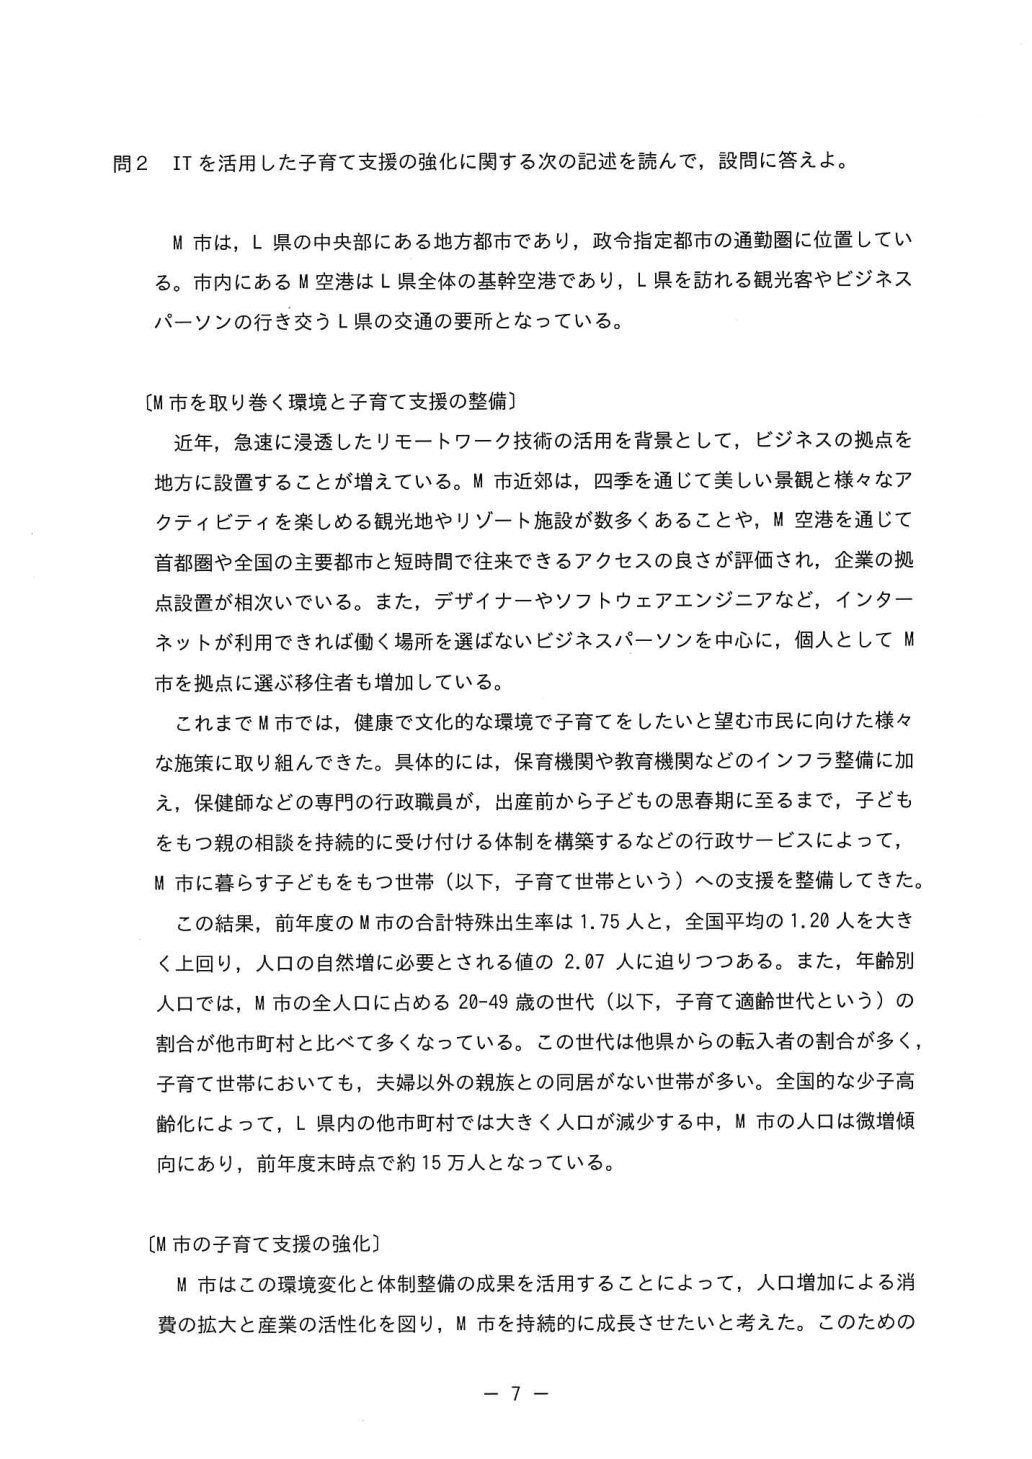 問２　IT を活用した子育て支援の強化に関する次の記述を読んで，設問に答えよ。
M 市は，L 県の中央部にある地方都市であり，政令指定都市の通勤圏に位置してい
る。市内にある M 空港は L 県全体の基幹空港であり，L 県を訪れる観光客やビジネス
パーソンの行き交う L 県の交通の要所となっている。
〔M 市を取り巻く環境と子育て支援の整備〕
近年，急速に浸透したリモートワーク技術の活用を背景として，ビジネスの拠点を
地方に設置することが増えている。M 市近郊は，四季を通じて美しい景観と様々なア
クティビティを楽しめる観光地やリゾート施設が数多くあることや，M 空港を通じて
首都圏や全国の主要都市と短時間で往来できるアクセスの良さが評価され，企業の拠
点設置が相次いでいる。また，デザイナーやソフトウェアエンジニアなど，インター
ネットが利用できれば働く場所を選ばないビジネスパーソンを中心に，個人として M
市を拠点に選ぶ移住者も増加している。
これまで M 市では，健康で文化的な環境で子育てをしたいと望む市民に向けた様々
な施策に取り組んできた。具体的には，保育機関や教育機関などのインフラ整備に加
え，保健師などの専門の行政職員が，出産前から子どもの思春期に至るまで，子ども
をもつ親の相談を持続的に受け付ける体制を構築するなどの行政サービスによって，
M 市に暮らす子どもをもつ世帯（以下，子育て世帯という）への支援を整備してきた。
この結果，前年度の M 市の合計特殊出生率は 1.75 人と，全国平均の 1.20 人を大き
く上回り，人口の自然増に必要とされる値の 2.07 人に迫りつつある。また，年齢別
人口では，M 市の全人口に占める 20-49 歳の世代（以下，子育て適齢世代という）の
割合が他市町村と比べて多くなっている。この世代は他県からの転入者の割合が多く，
子育て世帯においても，夫婦以外の親族との同居がない世帯が多い。全国的な少子高
齢化によって，L 県内の他市町村では大きく人口が減少する中，M 市の人口は微増傾
向にあり，前年度末時点で約 15 万人となっている。
〔M 市の子育て支援の強化〕
M 市はこの環境変化と体制整備の成果を活用することによって，人口増加による消
費の拡大と産業の活性化を図り，M 市を持続的に成長させたいと考えた。このための
－ 7 －